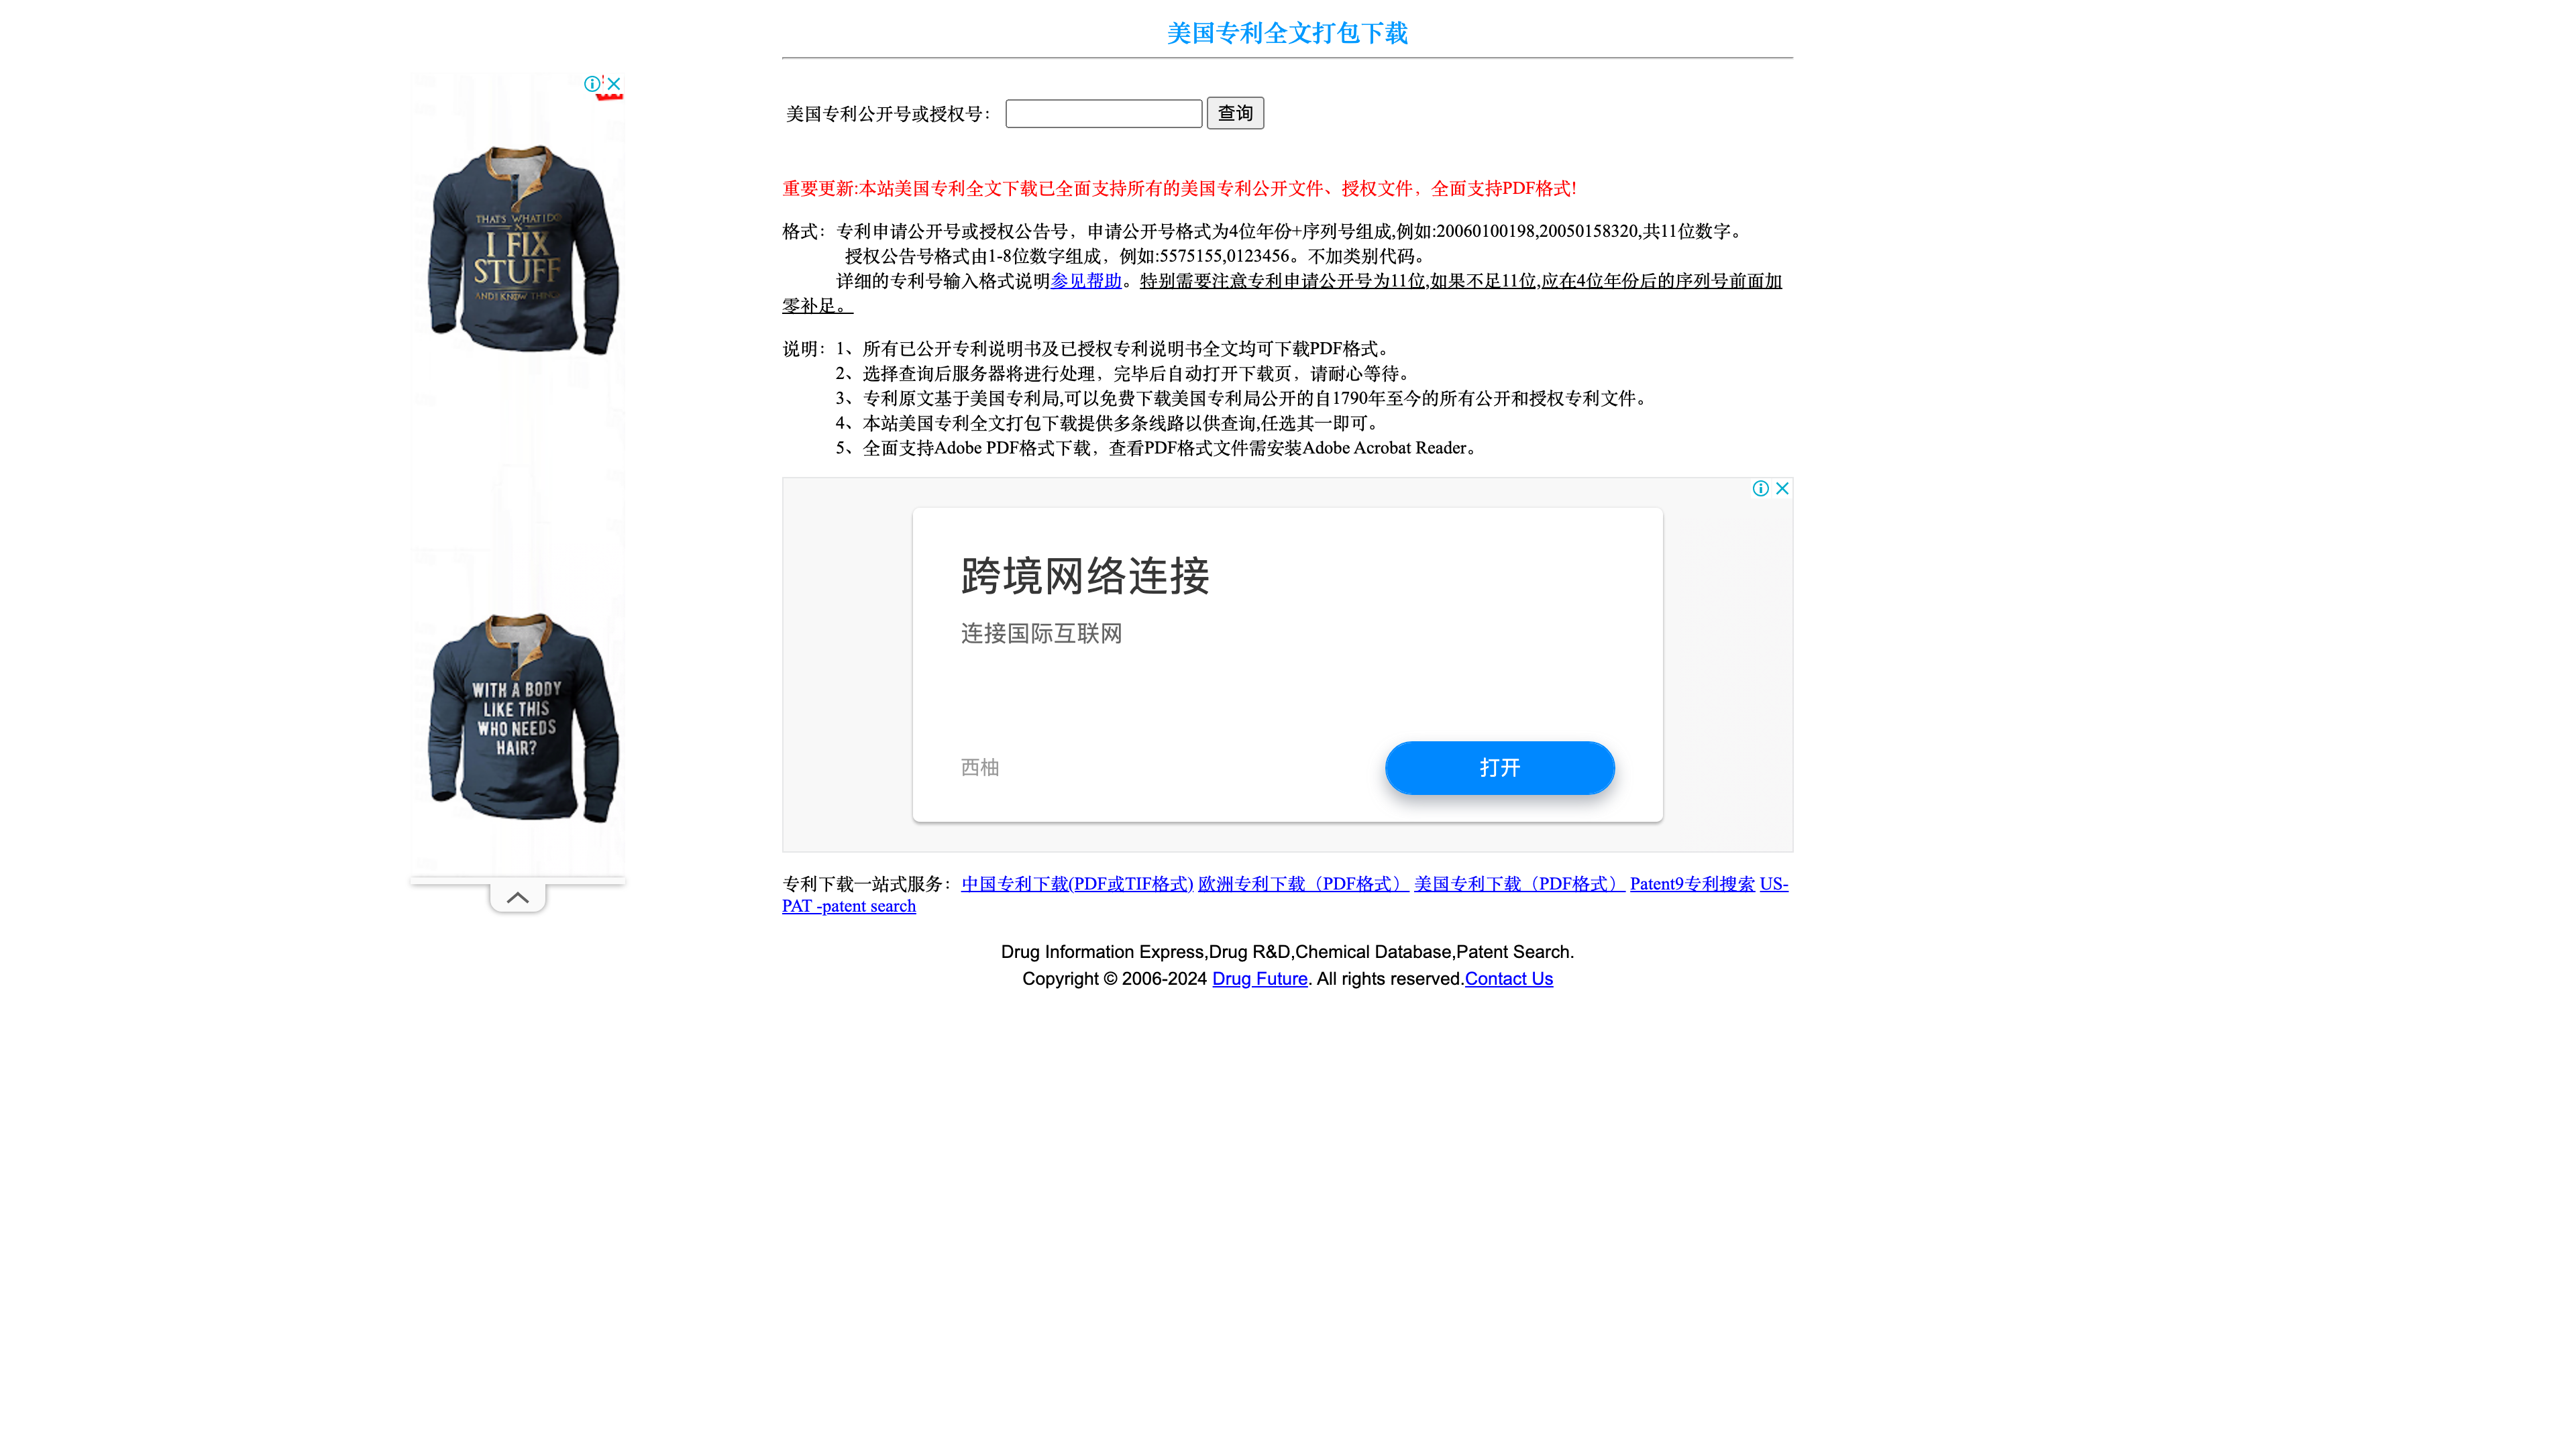 美国专利全文打包下载
美国专利公开号或授权号：
查询
重要更新:本站美国专利全文下载已全面支持所有的美国专利公开文件、授权文件，全面支持PDF格式!
格式：专利申请公开号或授权公告号，申请公开号格式为4位年份+序列号组成,例如:20060100198,20050158320,共11位数字。
授权公告号格式由1-8位数字组成，例如:5575155,0123456。不加类别代码。
详细的专利号输入格式说明参见帮助。特别需要注意专利申请公开号为11位,如果不足11位,应在4位年份后的序列号前面加
零补足。
说明：1、所有已公开专利说明书及已授权专利说明书全文均可下载PDF格式。
2、选择查询后服务器将进行处理，完毕后自动打开下载页，请耐心等待。
3、专利原文基于美国专利局,可以免费下载美国专利局公开的自1790年至今的所有公开和授权专利文件。
4、本站美国专利全文打包下载提供多条线路以供查询,任选其一即可。
5、全面支持Adobe PDF格式下载，查看PDF格式文件需安装Adobe Acrobat Reader。
THAT'S WHAT I DO
I FIX
STUFF
AND I KNOW THINGS
WITH A BODY
LIKE THIS
WHO NEEDS
HAIR?
跨境网络连接
连接国际互联网
西柚
打开
专利下载一站式服务：中国专利下载(PDF或TIF格式) 欧洲专利下载（PDF格式） 美国专利下载（PDF格式） Patent9专利搜索 US-
PAT -patent search
Drug Information Express,Drug R&D,Chemical Database,Patent Search.
Copyright © 2006-2024 Drug Future. All rights reserved.Contact Us